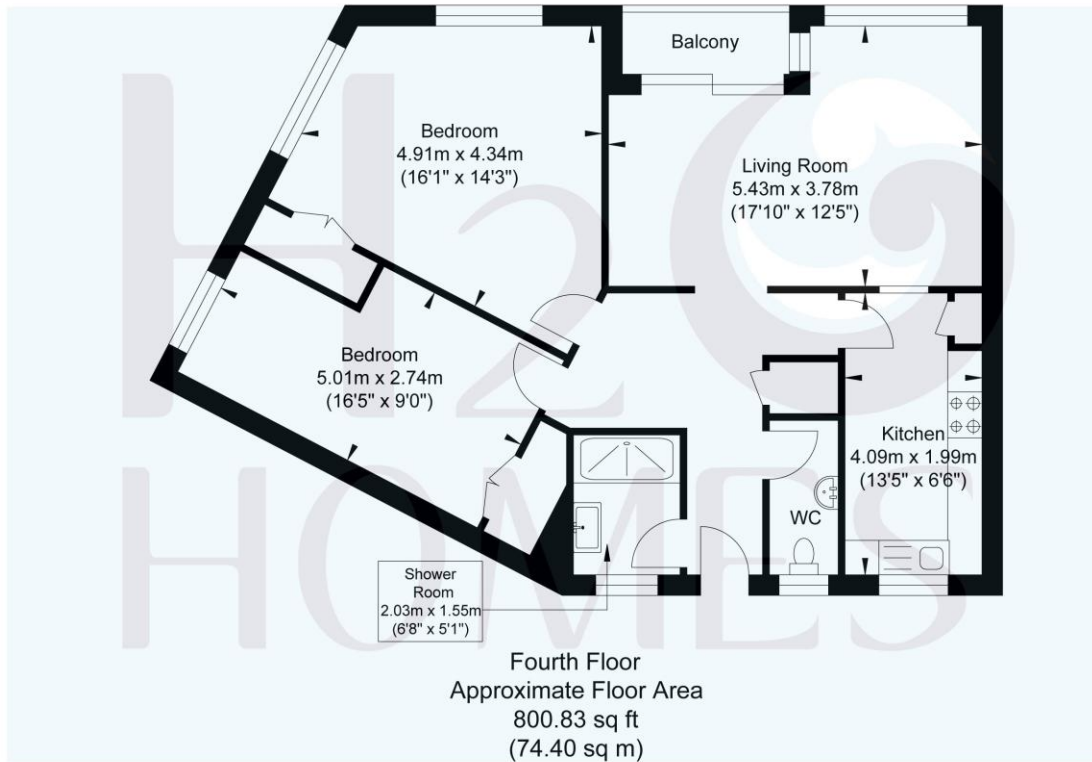 Balcony
Bedroom
4.91m x 4.34m
(16'1" x 14'3")
Living Room
5.43m x 3.78m
(17'10" x 12'5")
Bedroom
5.01m x 2.74m
(16'5" x 9'0")
Kitchen
4.09m x 1.99m
(13'5" x 6'6")
WC
Shower
Room
2.03m x 1.55m
(6'8" x 5'1")
H2O
HOMES
Fourth Floor
Approximate Floor Area
800.83 sq ft
(74.40 sq m)